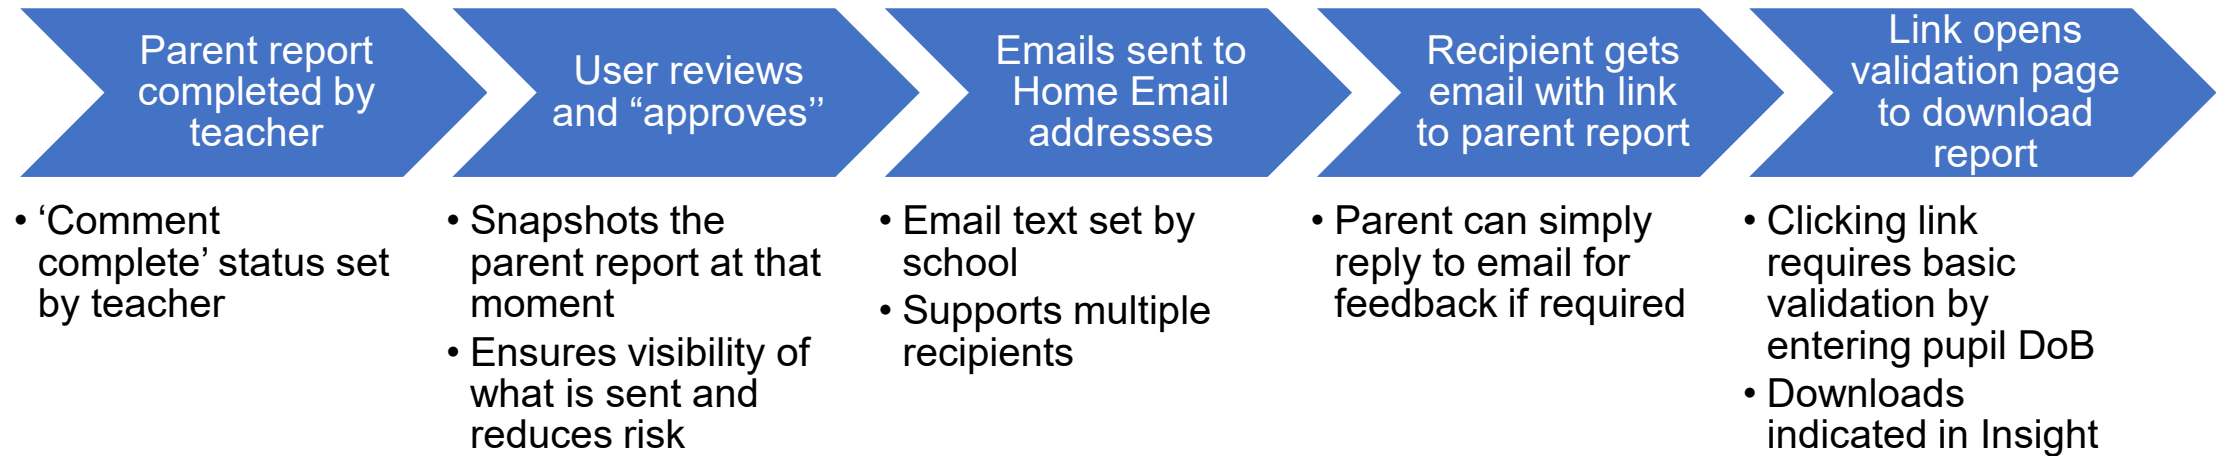 Parent report
completed by
teacher
• ‘Comment
complete’ status set
by teacher
User reviews
and “approves’’
• Snapshots the
parent report at that
moment
• Ensures visibility of
what is sent and
reduces risk
Emails sent to
Home Email
addresses
• Email text set by
school
• Supports multiple
recipients
Recipient gets
email with link
to parent report
• Parent can simply
reply to email for
feedback if required
Link opens
validation page
to download
report
• Clicking link
requires basic
validation by
entering pupil DoB
• Downloads
indicated in Insight